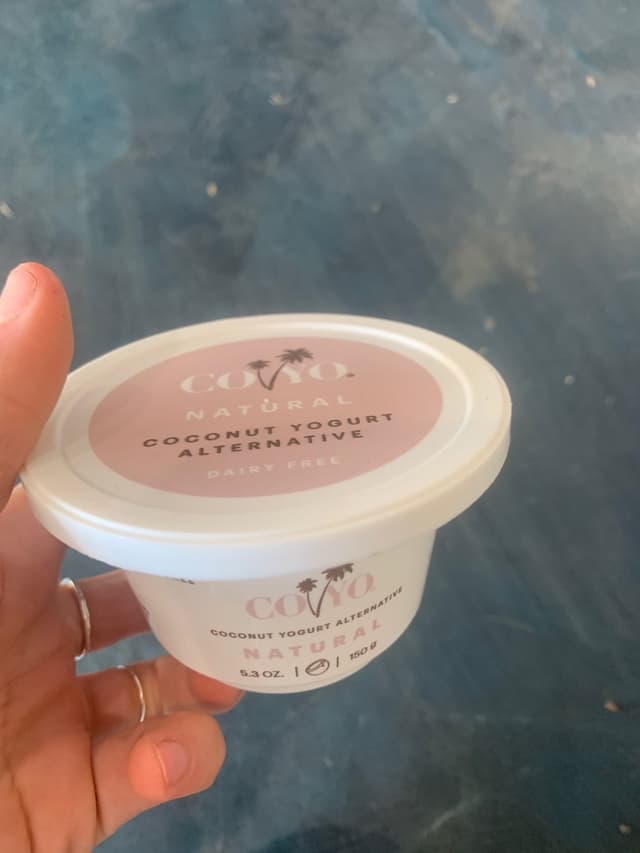 COYO
NATURAL
COCONUT YOGURT
ALTERNATIVE
DAIRY FREE
COYO
COCONUT YOGURT ALTERNATIVE
NATURAL
5.3 OZ. | | 150 g